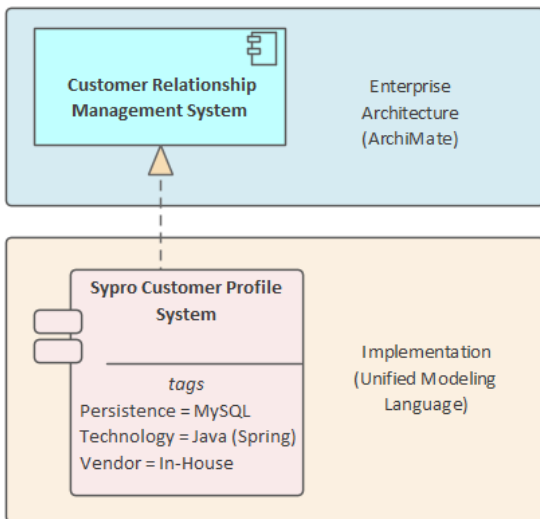 Customer Relationship
Management System
Enterprise
Architecture
(ArchiMate)
Sypro Customer Profile
System
tags
Persistence = MySQL
Technology = Java (Spring)
Vendor = In-House
Implementation
(Unified Modeling
Language)